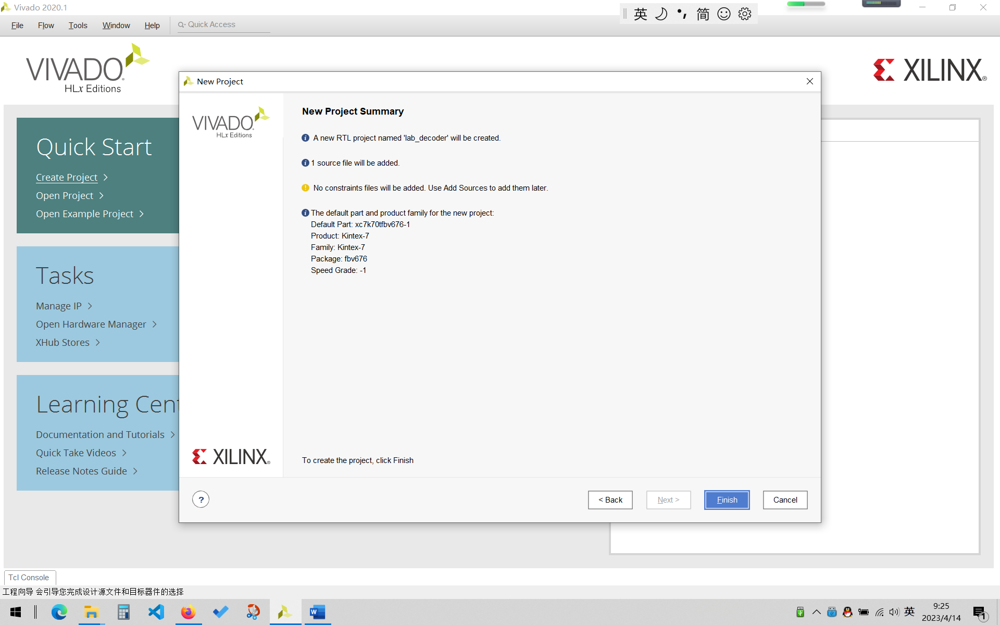 Vivado 2020.1
File Flow Tools Window Help Quick Access
英 简
VIVADO
HLx Editions
XILINX
Quick Start
Create Project
Open Project
Open Example Project
Tasks
Manage IP
Open Hardware Manager
XHub Stores
Learning Cent
Documentation and Tutorials
Quick Take Videos
Release Notes Guide
New Project
VIVADO
HLx Editions
XILINX
New Project Summary
A new RTL project named 'lab_decoder' will be created.
1 source file will be added.
No constraints files will be added. Use Add Sources to add them later.
The default part and product family for the new project:
Default Part: xc7k70tfbv676-1
Product: Kintex-7
Family: Kintex-7
Package: fbv676
Speed Grade: -1
To create the project, click Finish
?
< Back Next > Finish Cancel
Tcl Console
工程向导 会引导您完成设计源文件和目标器件的选择
英
9:25
2023/4/14
1